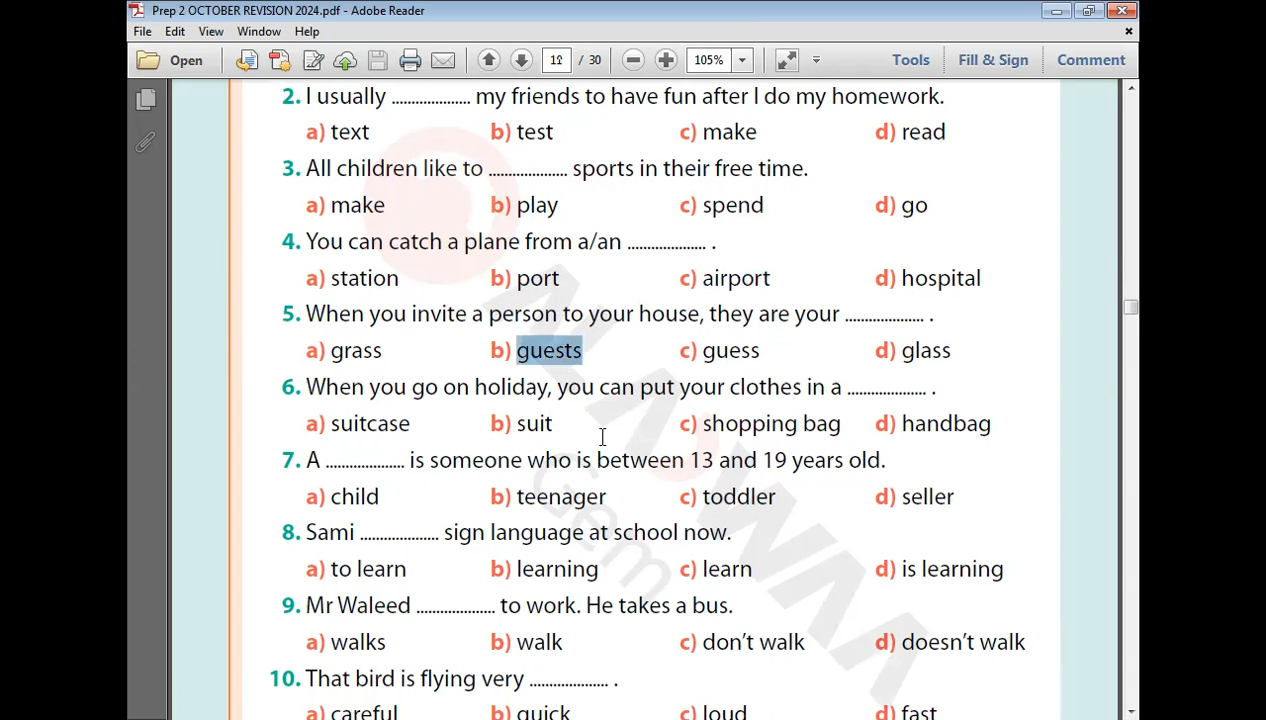 Prep 2 OCTOBER REVISION 2024.pdf - Adobe Reader
File Edit View Window Help
Open 12 / 30 105% Tools Fill & Sign Comment
2. I usually .................... my friends to have fun after I do my homework.
a) text b) test c) make d) read
3. All children like to .................... sports in their free time.
a) make b) play c) spend d) go
4. You can catch a plane from a/an .................... .
a) station b) port c) airport d) hospital
5. When you invite a person to your house, they are your .................... .
a) grass b) guests c) guess d) glass
6. When you go on holiday, you can put your clothes in a .................... .
a) suitcase b) suit c) shopping bag d) handbag
7. A .................... is someone who is between 13 and 19 years old.
a) child b) teenager c) toddler d) seller
8. Sami .................... sign language at school now.
a) to learn b) learning c) learn d) is learning
9. Mr Waleed .................... to work. He takes a bus.
a) walks b) walk c) don't walk d) doesn't walk
10. That bird is flying very .................... .
a) careful b) quick c) loud d) fast
ALNUWAA
Gem